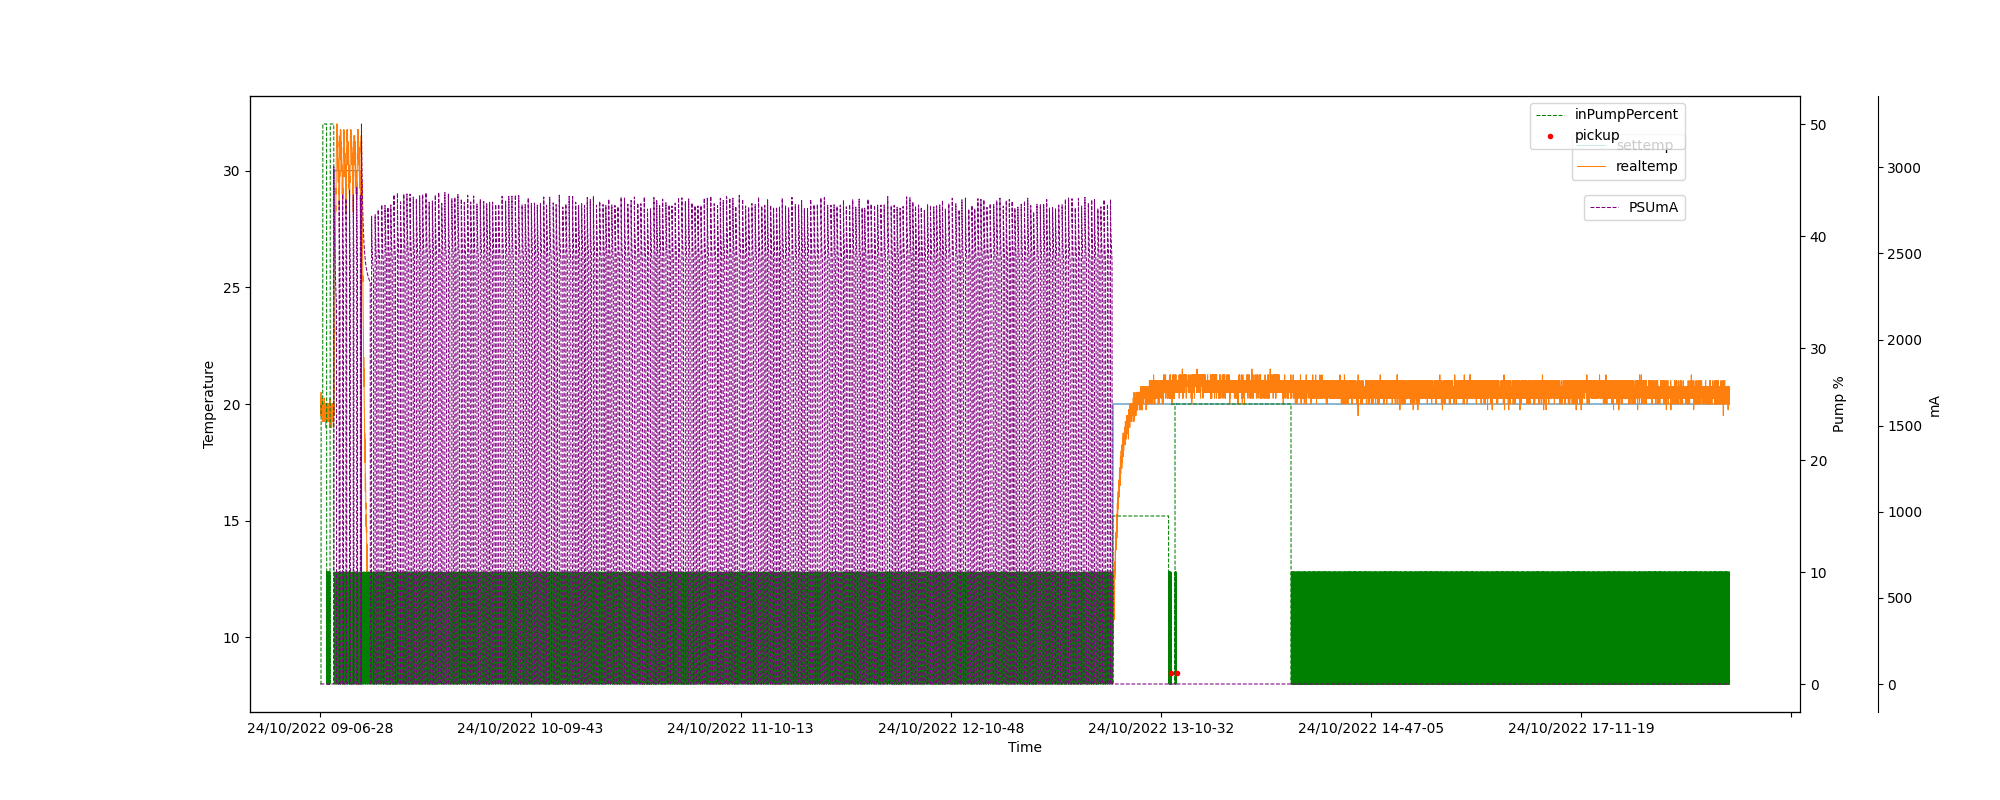 inPumpPercent
pickup
settemp
realtemp
PSUmA
Temperature
30
25
20
15
10
50
40
30
20
10
0
Pump %
3000
2500
2000
1500
1000
500
0
mA
24/10/2022 09-06-28
24/10/2022 10-09-43
24/10/2022 11-10-13
24/10/2022 12-10-48
24/10/2022 13-10-32
24/10/2022 14-47-05
24/10/2022 17-11-19
Time